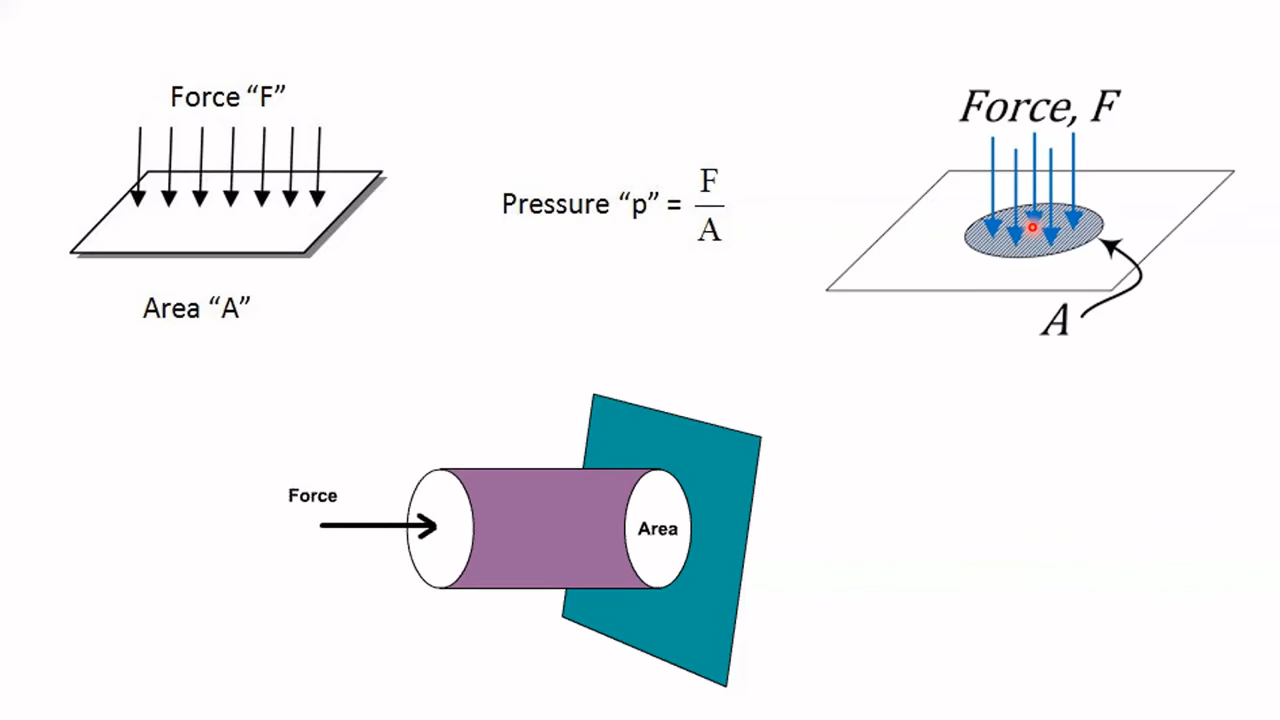 Force “F”
Area “A”
Pressure “p” = F
A
Force, F
A
Force
Area